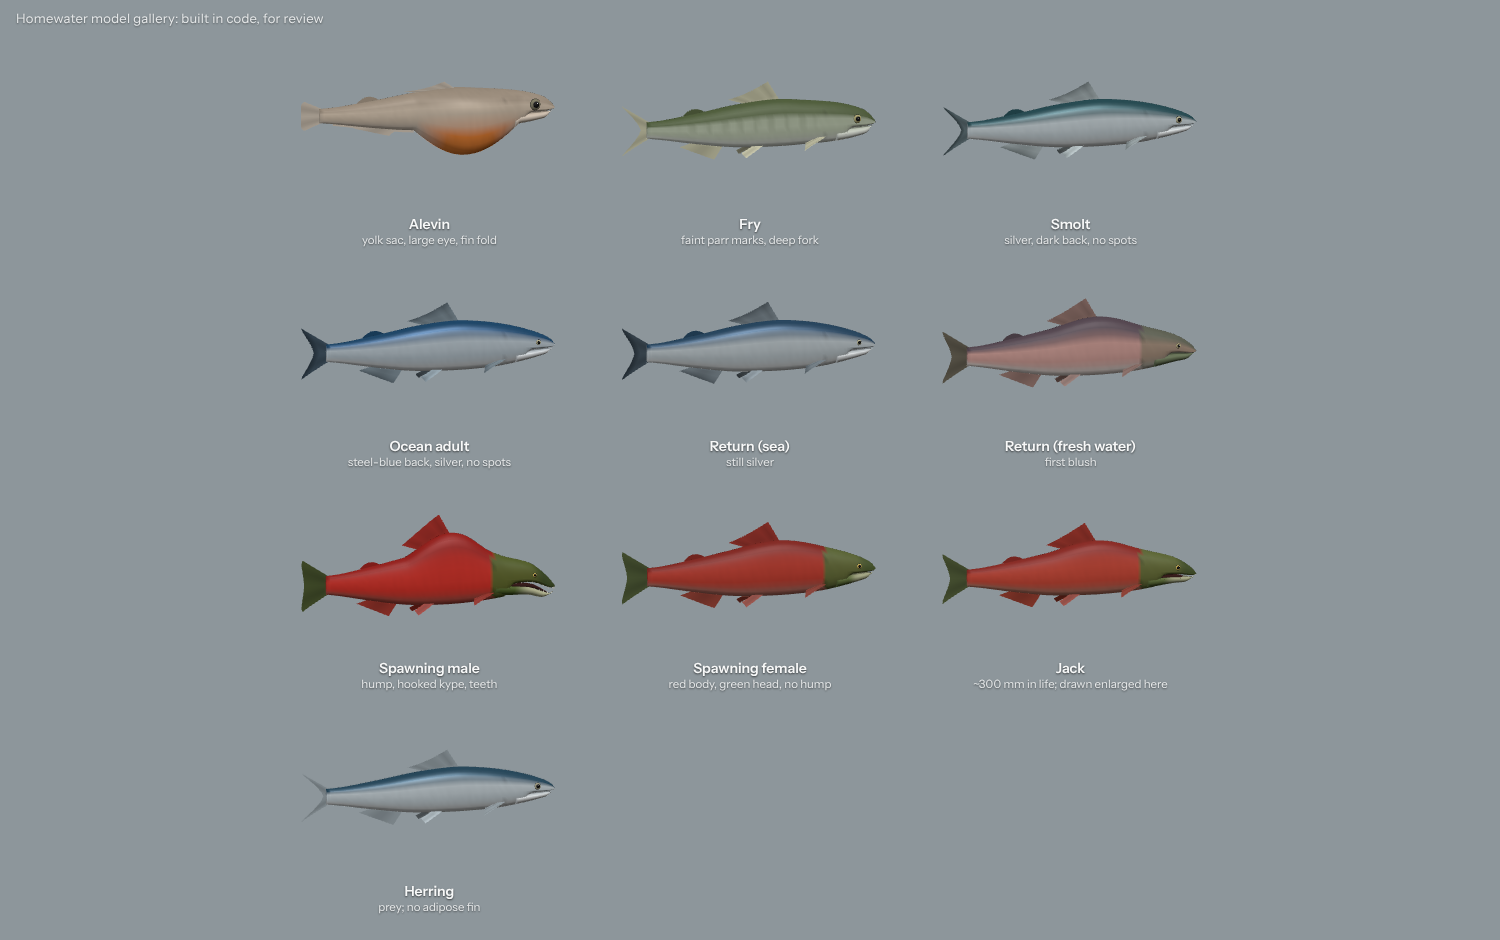 Homewater model gallery: built in code, for review
Alevin
yolk sac, large eye, fin fold
Fry
faint parr marks, deep fork
Smolt
silver, dark back, no spots
Ocean adult
steel-blue back, silver, no spots
Return (sea)
still silver
Return (fresh water)
first blush
Spawning male
hump, hooked kype, teeth
Spawning female
red body, green head, no hump
Jack
~300 mm in life; drawn enlarged here
Herring
prey; no adipose fin